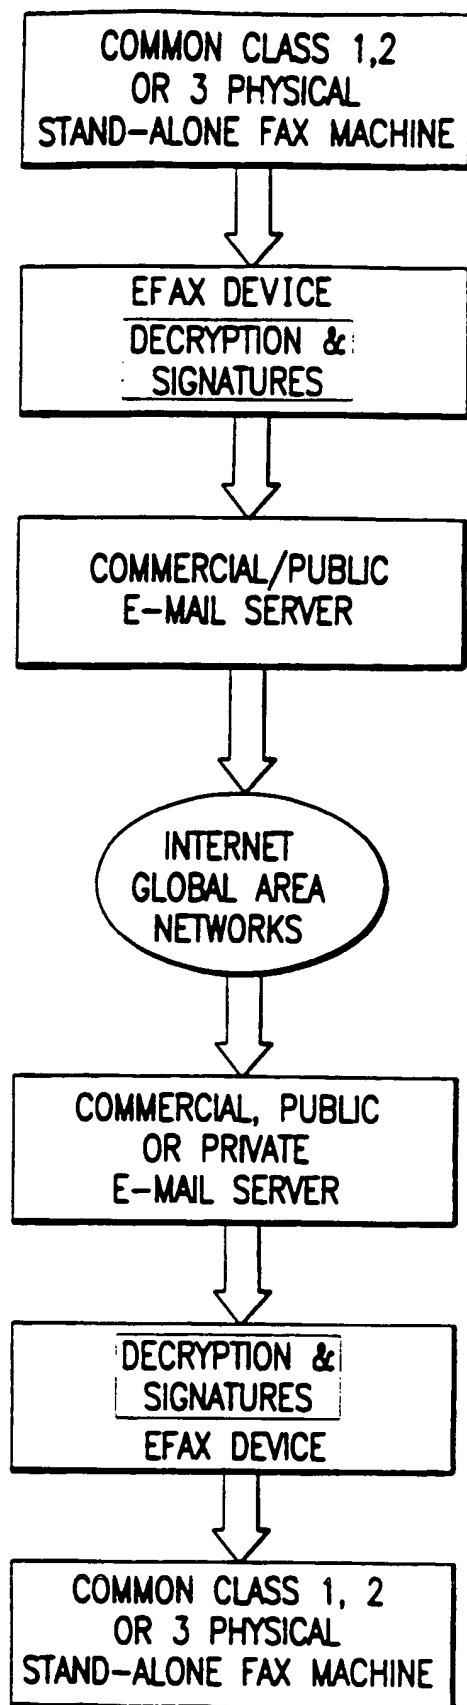 COMMON CLASS 1,2
OR 3 PHYSICAL
STAND-ALONE FAX MACHINE
EFAX DEVICE
DECRYPTION &
SIGNATURES
COMMERCIAL/PUBLIC
E-MAIL SERVER
INTERNET
GLOBAL AREA
NETWORKS
COMMERCIAL, PUBLIC
OR PRIVATE
E-MAIL SERVER
DECRYPTION &
SIGNATURES
EFAX DEVICE
COMMON CLASS 1, 2
OR 3 PHYSICAL
STAND-ALONE FAX MACHINE